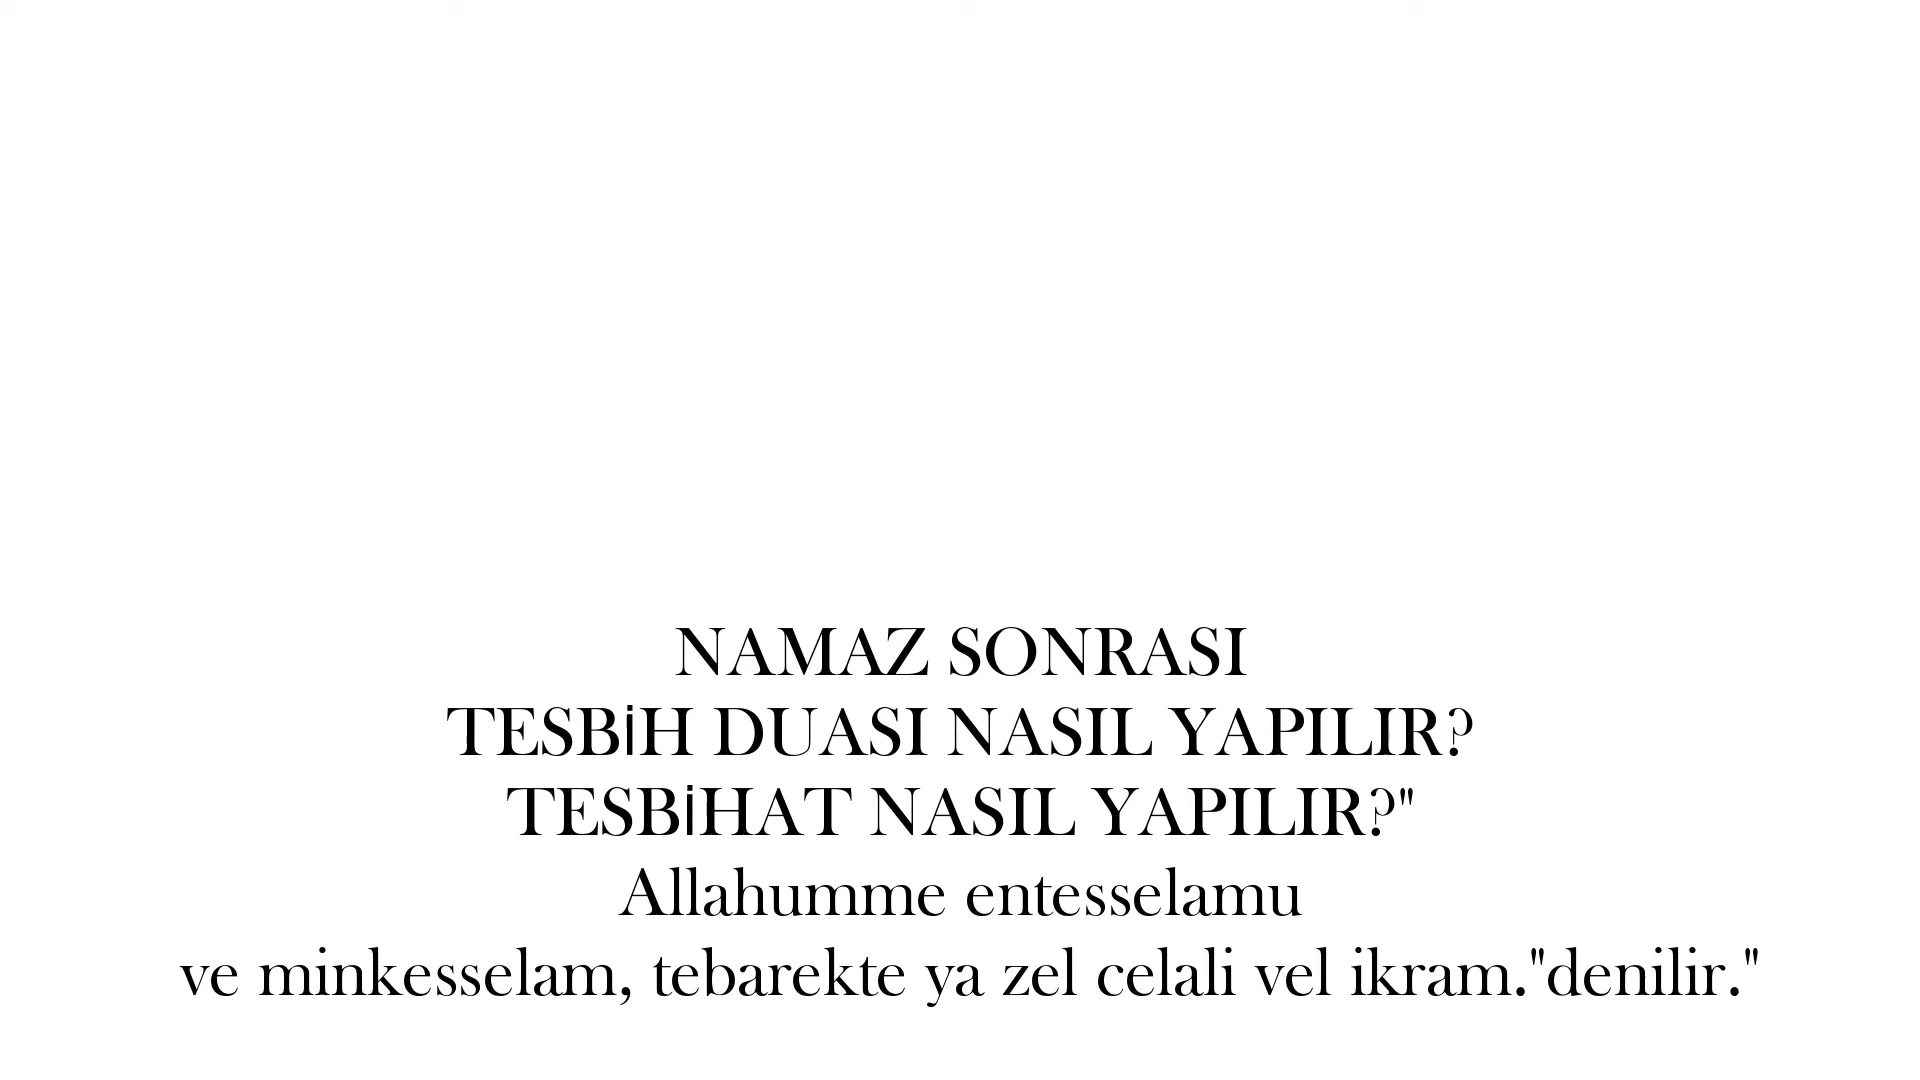 NAMAZ SONRASI
TESBİH DUASI NASIL YAPILIR?
TESBİHAT NASIL YAPILIR?"
Allahumme entesselamu
ve minkesselam, tebarekte ya zel celali vel ikram."denilir."